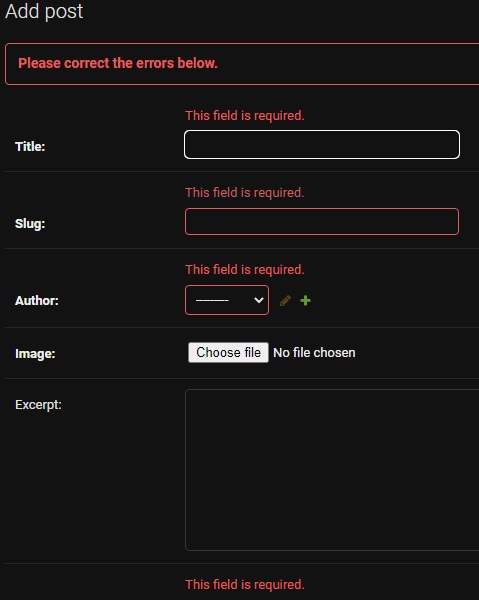 Add post
Please correct the errors below.
This field is required.
Title:
This field is required.
Slug:
This field is required.
Author:
---------
Image:
Choose file No file chosen
Excerpt:
This field is required.